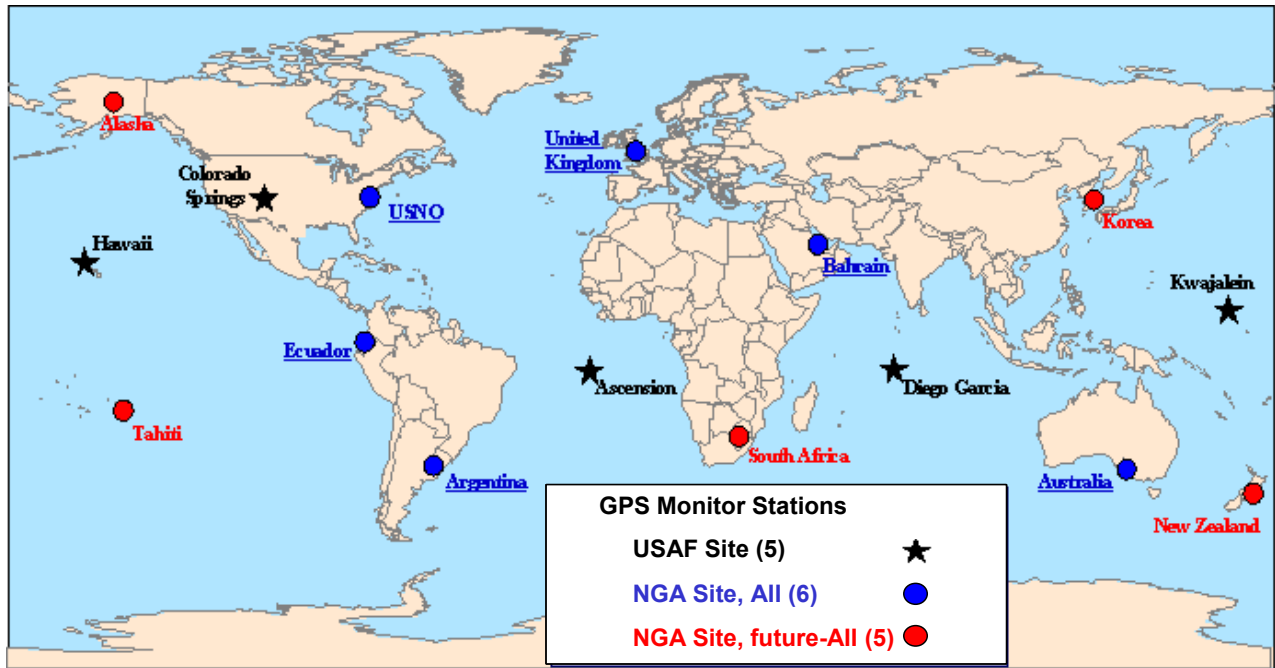 Alaska
United
Kingdom
Colorado
Springs
USNO
Korea
Hawaii
Bahrain
Kwajalein
Ecuador
Ascension
Diego Garcia
Tahiti
South Africa
Argentina
Australia
New Zealand
GPS Monitor Stations
USAF Site (5)
NGA Site, All (6)
NGA Site, future-All (5)